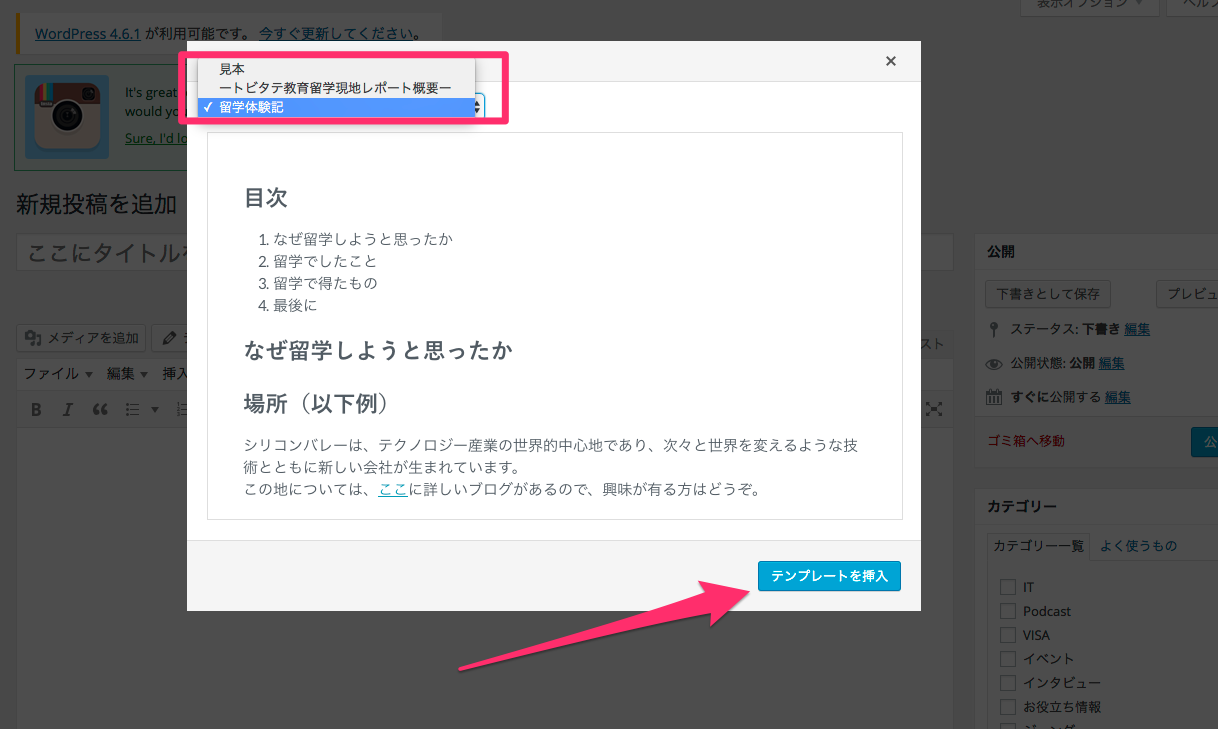 表示オプション ▼
ヘルプ
WordPress 4.6.1 が利用可能です。 今すぐ更新してください。
見本
ートビタテ教育留学現地レポート概要ー
✓ 留学体験記
×
It's great
would you
Sure, I'd lo
新規投稿を追加
ここにタイトルを
目次
1. なぜ留学しようと思ったか
2. 留学でしたこと
3. 留学で得たもの
4. 最後に
なぜ留学しようと思ったか
場所（以下例）
シリコンバレーは、テクノロジー産業の世界的中心地であり、次々と世界を変えるような技
術とともに新しい会社が生まれています。
この地については、ここに詳しいブログがあるので、興味が有る方はどうぞ。
テンプレートを挿入
メディアを追加
スト
ファイル ▼ 編集 ▼ 挿入
B I
公開
下書きとして保存
プレビュ
ステータス: 下書き 編集
公開状態: 公開 編集
すぐに公開する 編集
ゴミ箱へ移動
公
カテゴリー
カテゴリー一覧
よく使うもの
IT
Podcast
VISA
イベント
インタビュー
お役立ち情報